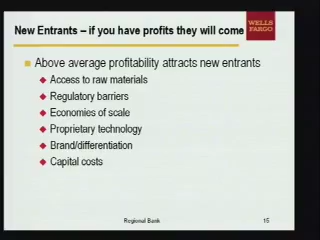 New Entrants – if you have profits they will come
WELLS
FARGO
Above average profitability attracts new entrants
Access to raw materials
Regulatory barriers
Economies of scale
Proprietary technology
Brand/differentiation
Capital costs
Regional Bank
15